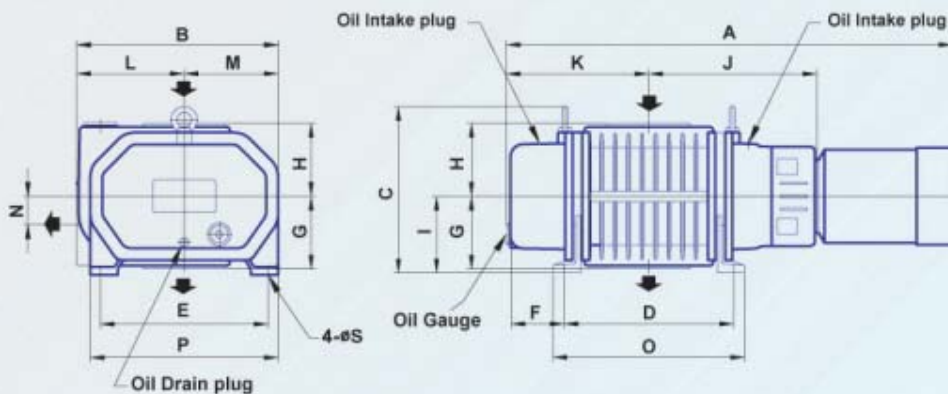 Oil Intake plug
Oil Intake plug
B
A
L
M
K
J
H
C
H
N
G
I
G
E
4-øS
Oil Gauge
F
D
P
O
Oil Drain plug